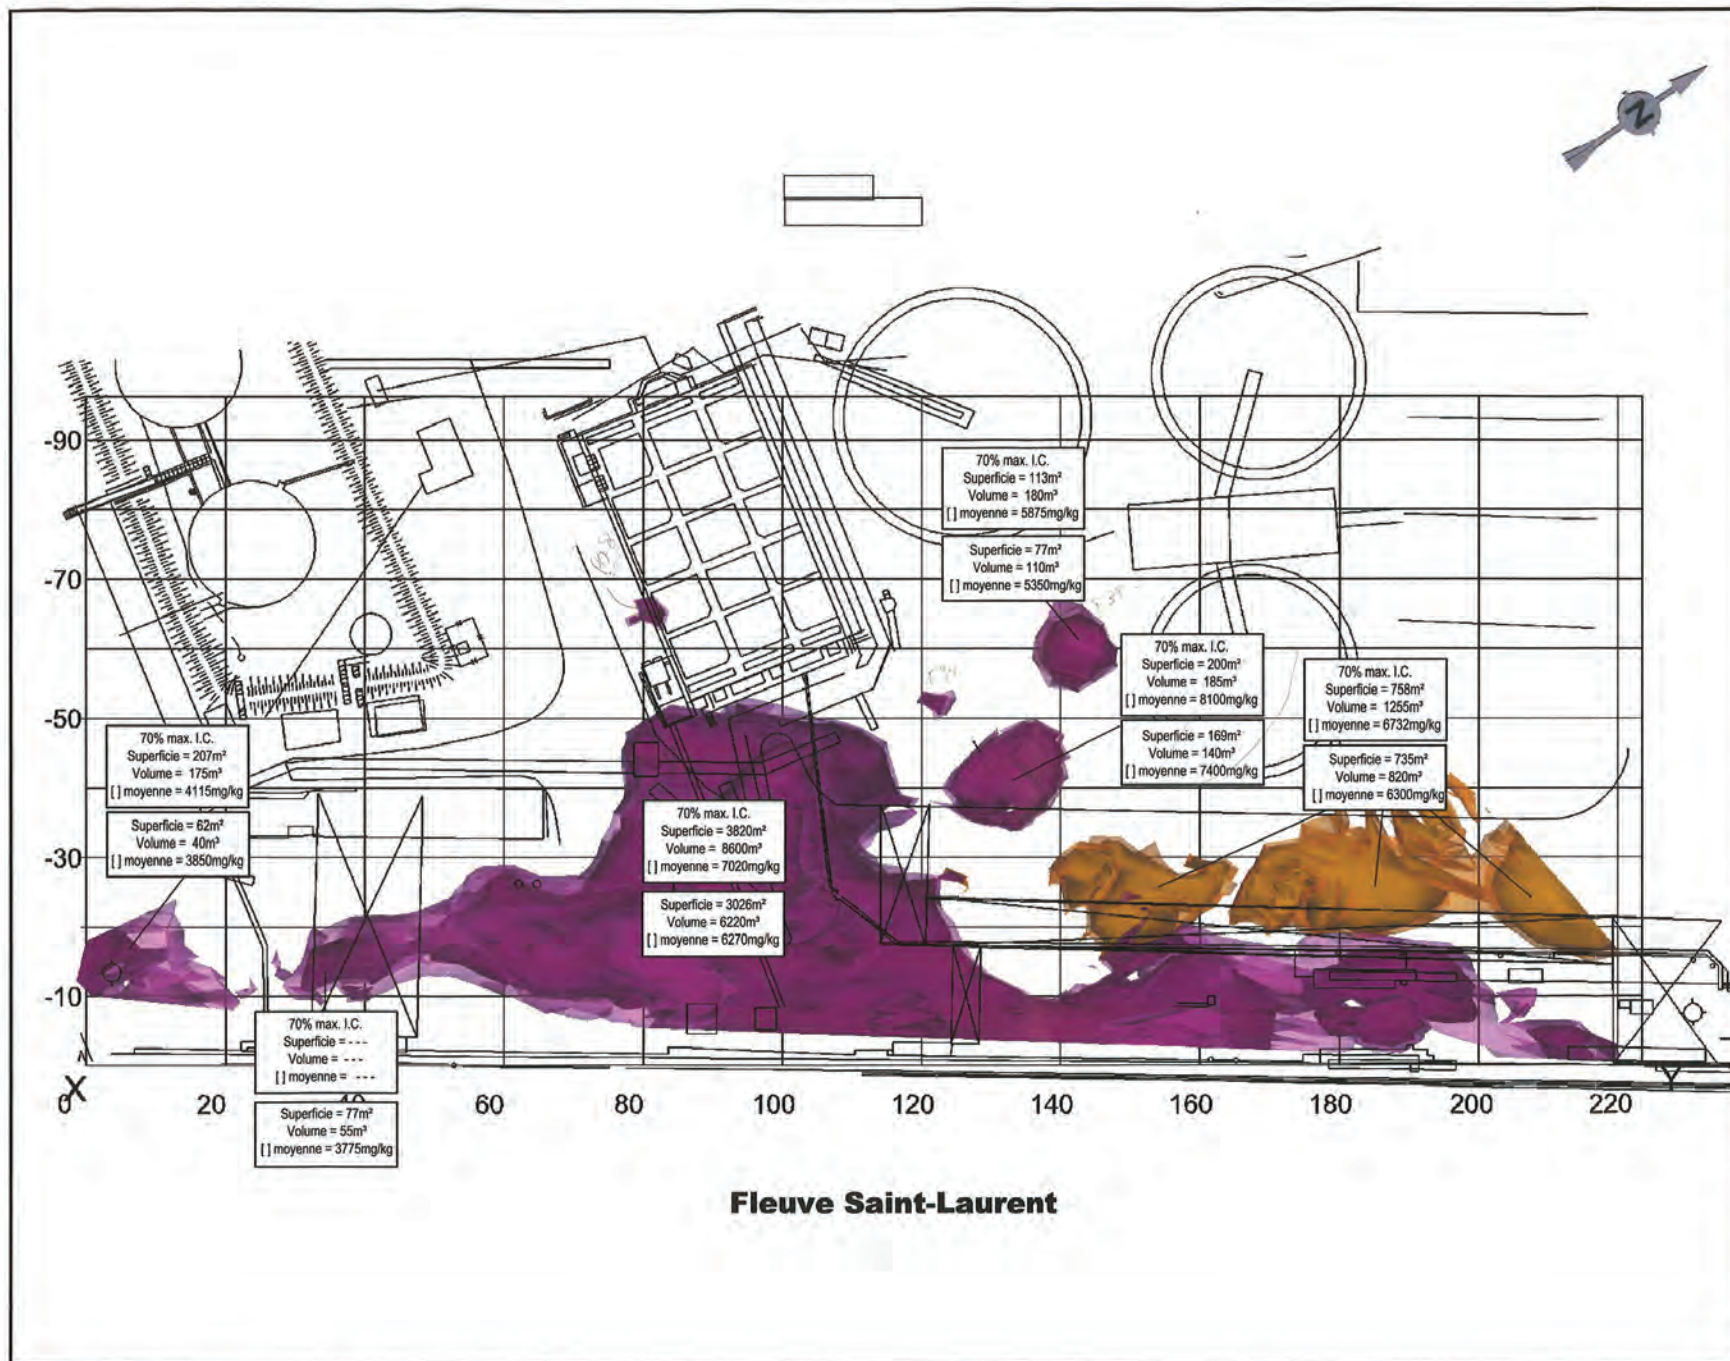 N
-90
-70
-50
-30
-10
70% max. I.C.
Superficie = 113m²
Volume = 180m³
[ ] moyenne = 5875mg/kg
Superficie = 77m²
Volume = 110m³
[ ] moyenne = 5350mg/kg
70% max. I.C.
Superficie = 200m²
Volume = 185m³
[ ] moyenne = 8100mg/kg
Superficie = 169m²
Volume = 140m³
[ ] moyenne = 7400mg/kg
70% max. I.C.
Superficie = 758m²
Volume = 1255m³
[ ] moyenne = 6732mg/kg
Superficie = 735m²
Volume = 820m³
[ ] moyenne = 6300mg/kg
70% max. I.C.
Superficie = 207m²
Volume = 175m³
[ ] moyenne = 4115mg/kg
Superficie = 62m²
Volume = 40m³
[ ] moyenne = 3850mg/kg
70% max. I.C.
Superficie = 3820m²
Volume = 8600m³
[ ] moyenne = 7020mg/kg
Superficie = 3026m²
Volume = 6220m³
[ ] moyenne = 6270mg/kg
70% max. I.C.
Superficie = ---
Volume = ---
[ ] moyenne = ---
Superficie = 77m²
Volume = 55m³
[ ] moyenne = 3775mg/kg
X
Y
0 20 40 60 80 100 120 140 160 180 200 220
Fleuve Saint-Laurent